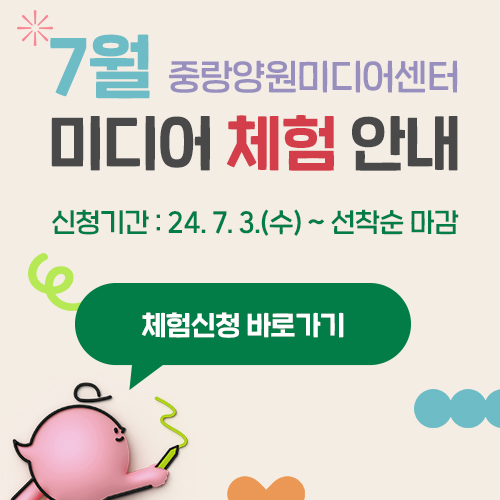 7월 중랑양원미디어센터
미디어 체험 안내
신청기간 : 24. 7. 3.(수) ~ 선착순 마감
체험신청 바로가기